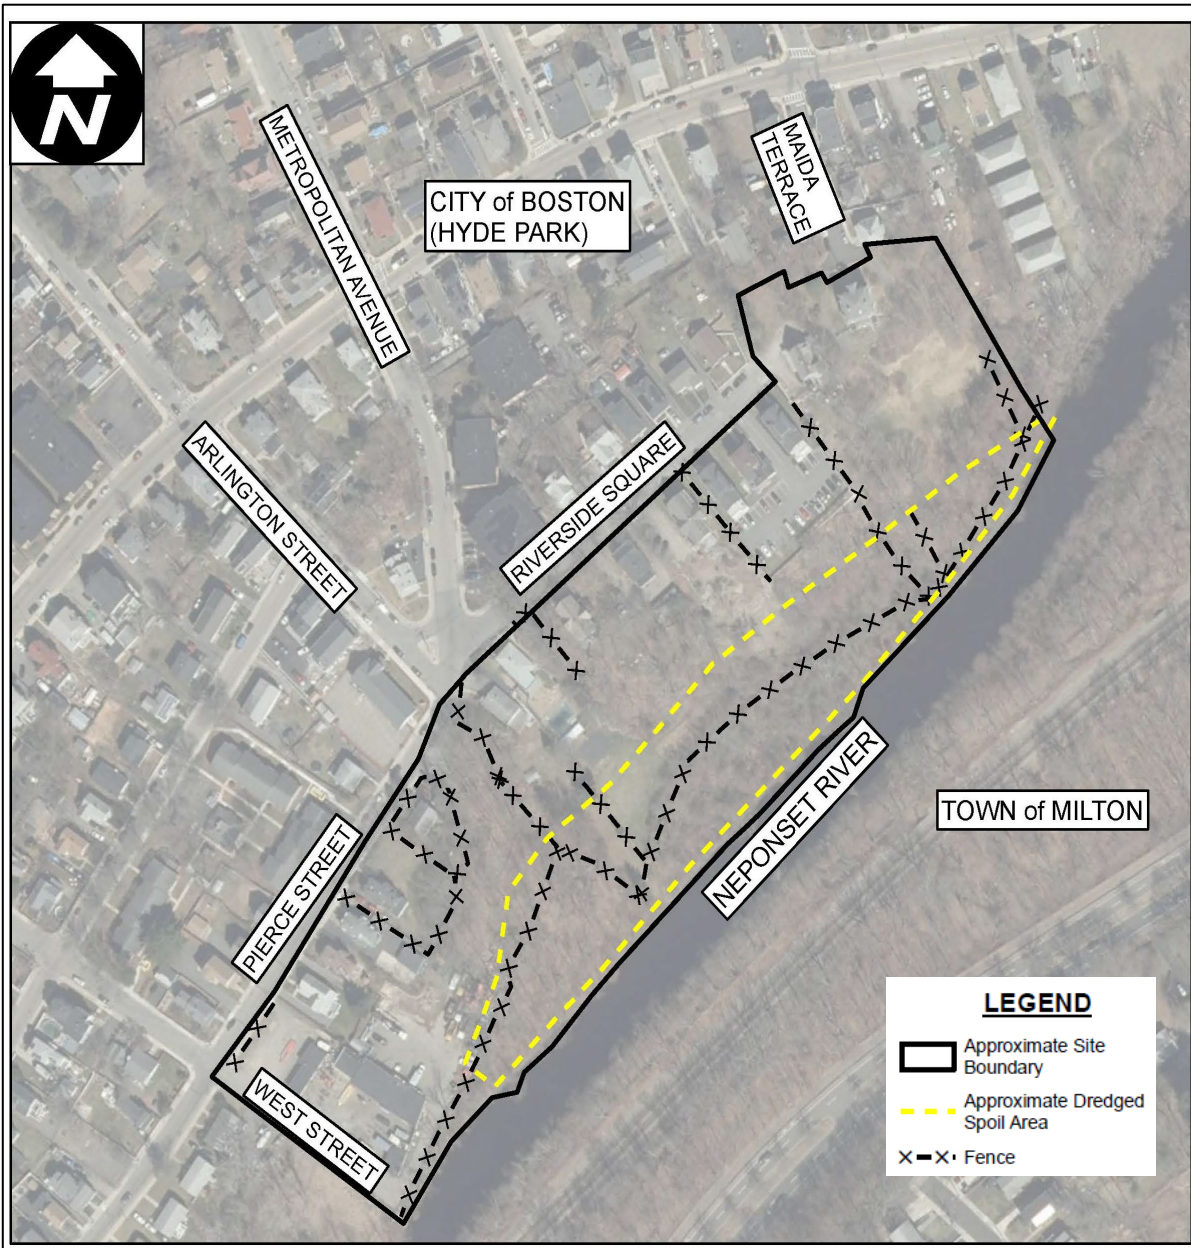 N
METROPOLITAN AVENUE
CITY of BOSTON
(HYDE PARK)
MAIDA
TERRACE
ARLINGTON STREET
RIVERSIDE SQUARE
PIERCE STREET
NEPONSET RIVER
TOWN of MILTON
WEST STREET
LEGEND
Approximate Site
Boundary
Approximate Dredged
Spoil Area
Fence